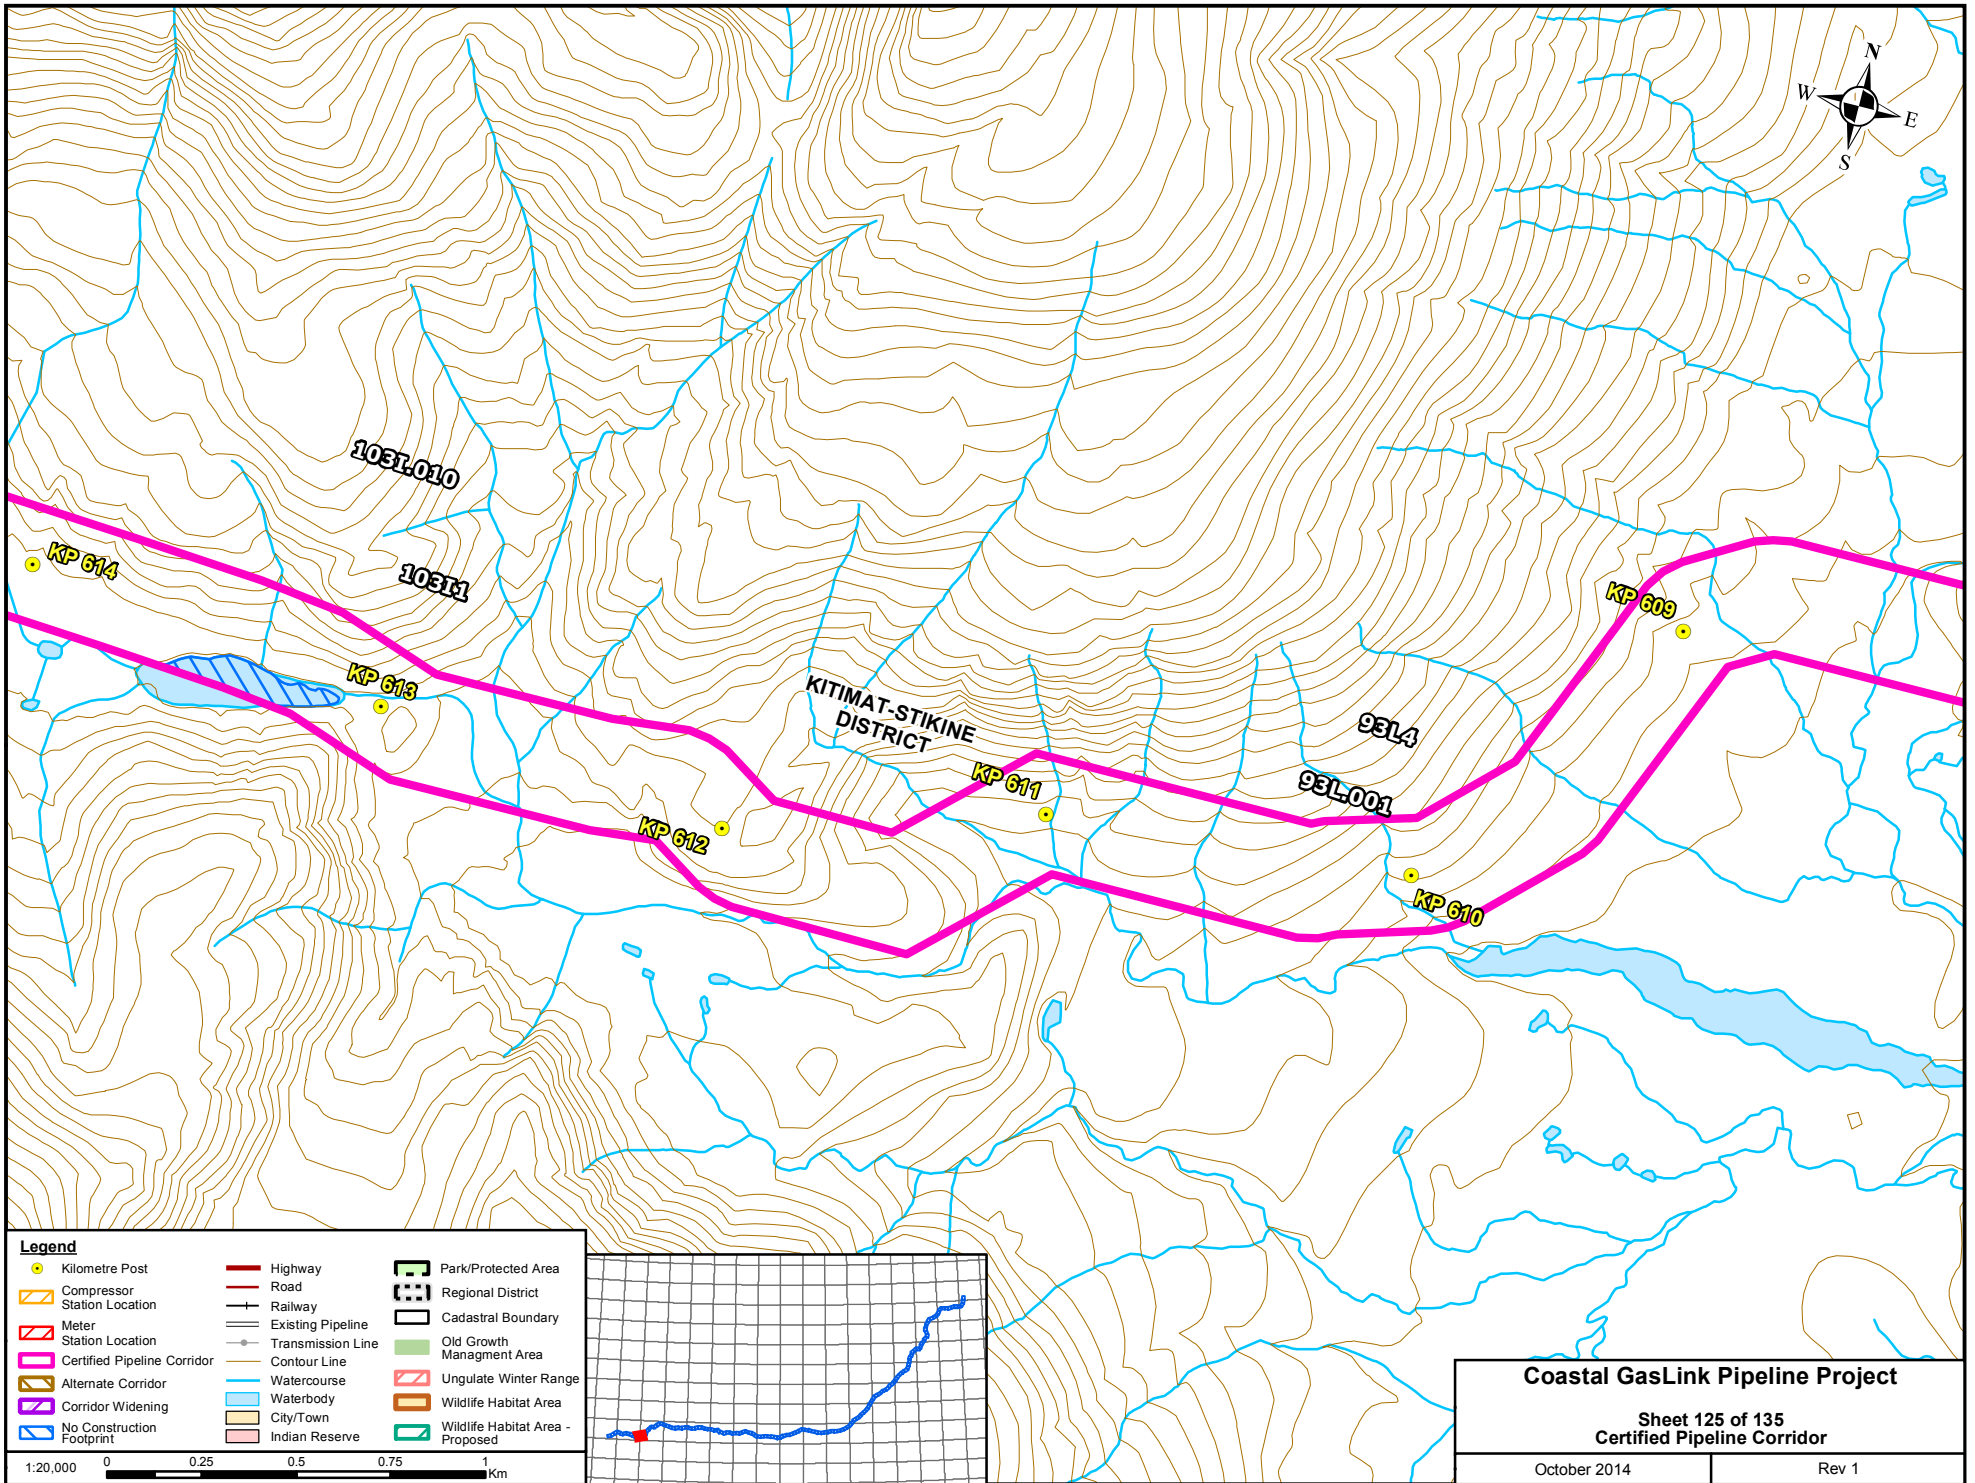 N
W
E
S
103I.010
KP 614
103I1
KP 609
KP 613
KITIMAT-STIKINE
DISTRICT
93L4
KP 611
93L.001
KP 612
KP 610
Legend
Kilometre Post
Compressor
Station Location
Meter
Station Location
Certified Pipeline Corridor
Alternate Corridor
Corridor Widening
No Construction
Footprint
Highway
Road
Railway
Existing Pipeline
Transmission Line
Contour Line
Watercourse
Waterbody
City/Town
Indian Reserve
Park/Protected Area
Regional District
Cadastral Boundary
Old Growth
Managment Area
Ungulate Winter Range
Wildlife Habitat Area
Wildlife Habitat Area -
Proposed
1:20,000
0 0.25 0.5 0.75 1
Km
Coastal GasLink Pipeline Project
Sheet 125 of 135
Certified Pipeline Corridor
October 2014
Rev 1